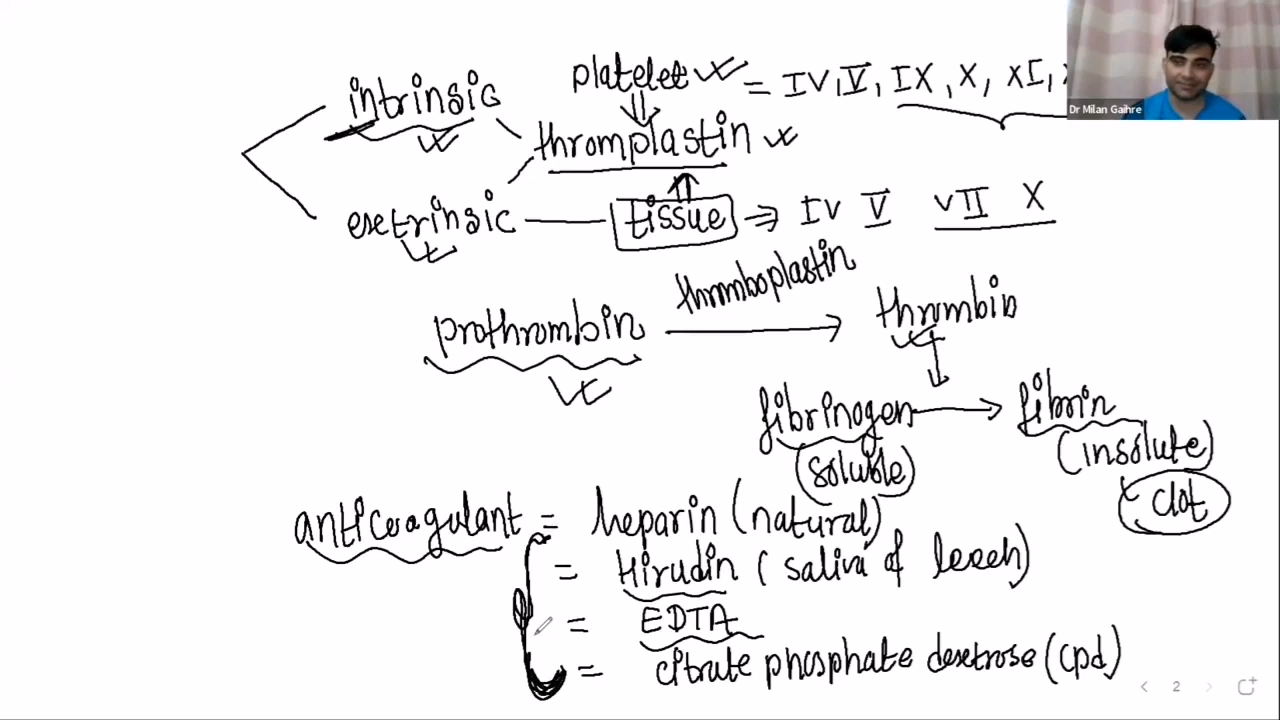 platelet = IV, V, IX, X, XI,
Dr Milan Gaihre
intrinsic
thromplastin
exetrinsic
tissue ⇒ IV V VII X
thromboplastin
prothrombin → thrombin
fibrinogen → fibrin
(soluble)
(insolute)
clot
anticoagulant = heparin (natural)
= Hirudin (saliva of leech)
= EDTA
= citrate phosphate dextrose (cpd)
2